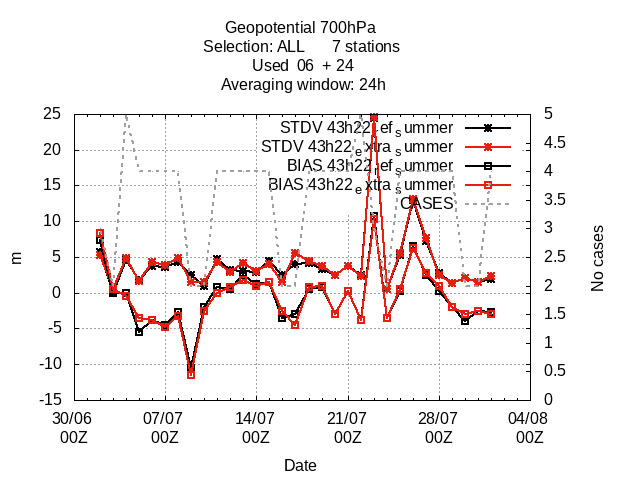 Geopotential 700hPa
Selection: ALL 7 stations
Used 06 + 24
Averaging window: 24h
STDV 43h22_ref_summer
STDV 43h22_extra_summer
BIAS 43h22_ref_summer
BIAS 43h22_extra_summer
CASES
m
25
20
15
10
5
0
-5
-10
-15
No cases
5
4.5
4
3.5
3
2.5
2
1.5
1
0.5
0
30/06 07/07 14/07 21/07 28/07 04/08
00Z 00Z 00Z 00Z 00Z 00Z
Date